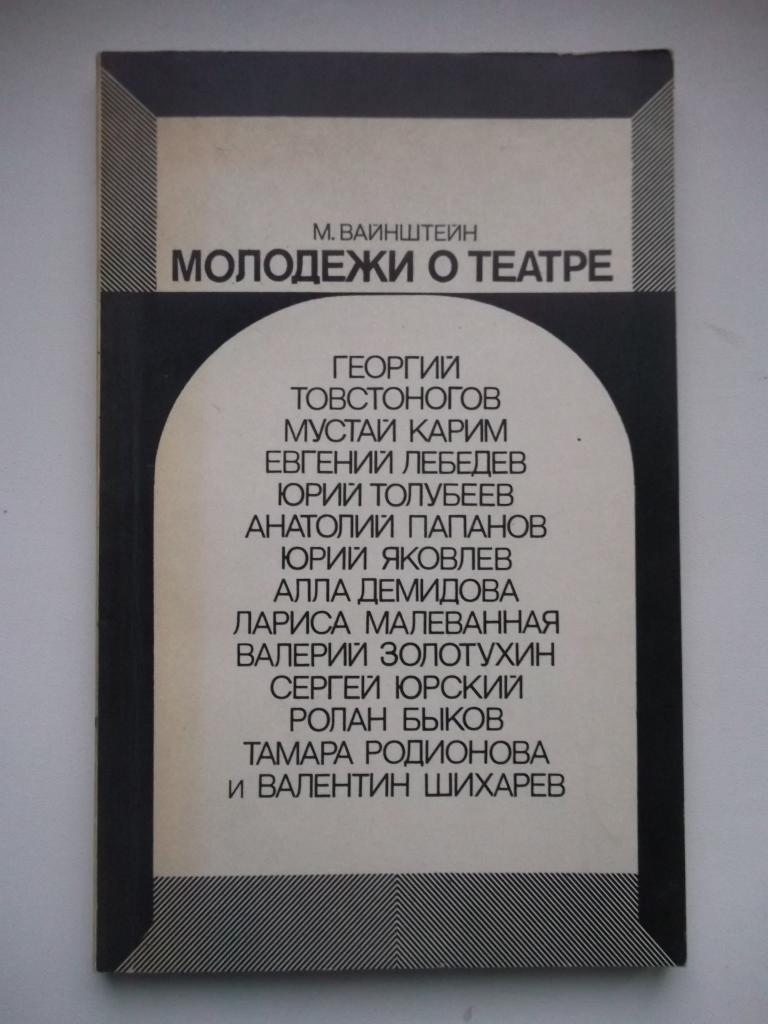 М. ВАЙНШТЕЙН
МОЛОДЕЖИ О ТЕАТРЕ
ГЕОРГИЙ
ТОВСТОНОГОВ
МУСТАЙ КАРИМ
ЕВГЕНИЙ ЛЕБЕДЕВ
ЮРИЙ ТОЛУБЕЕВ
АНАТОЛИЙ ПАПАНОВ
ЮРИЙ ЯКОВЛЕВ
АЛЛА ДЕМИДОВА
ЛАРИСА МАЛЕВАННАЯ
ВАЛЕРИЙ ЗОЛОТУХИН
СЕРГЕЙ ЮРСКИЙ
РОЛАН БЫКОВ
ТАМАРА РОДИОНОВА
и ВАЛЕНТИН ШИХАРЕВ